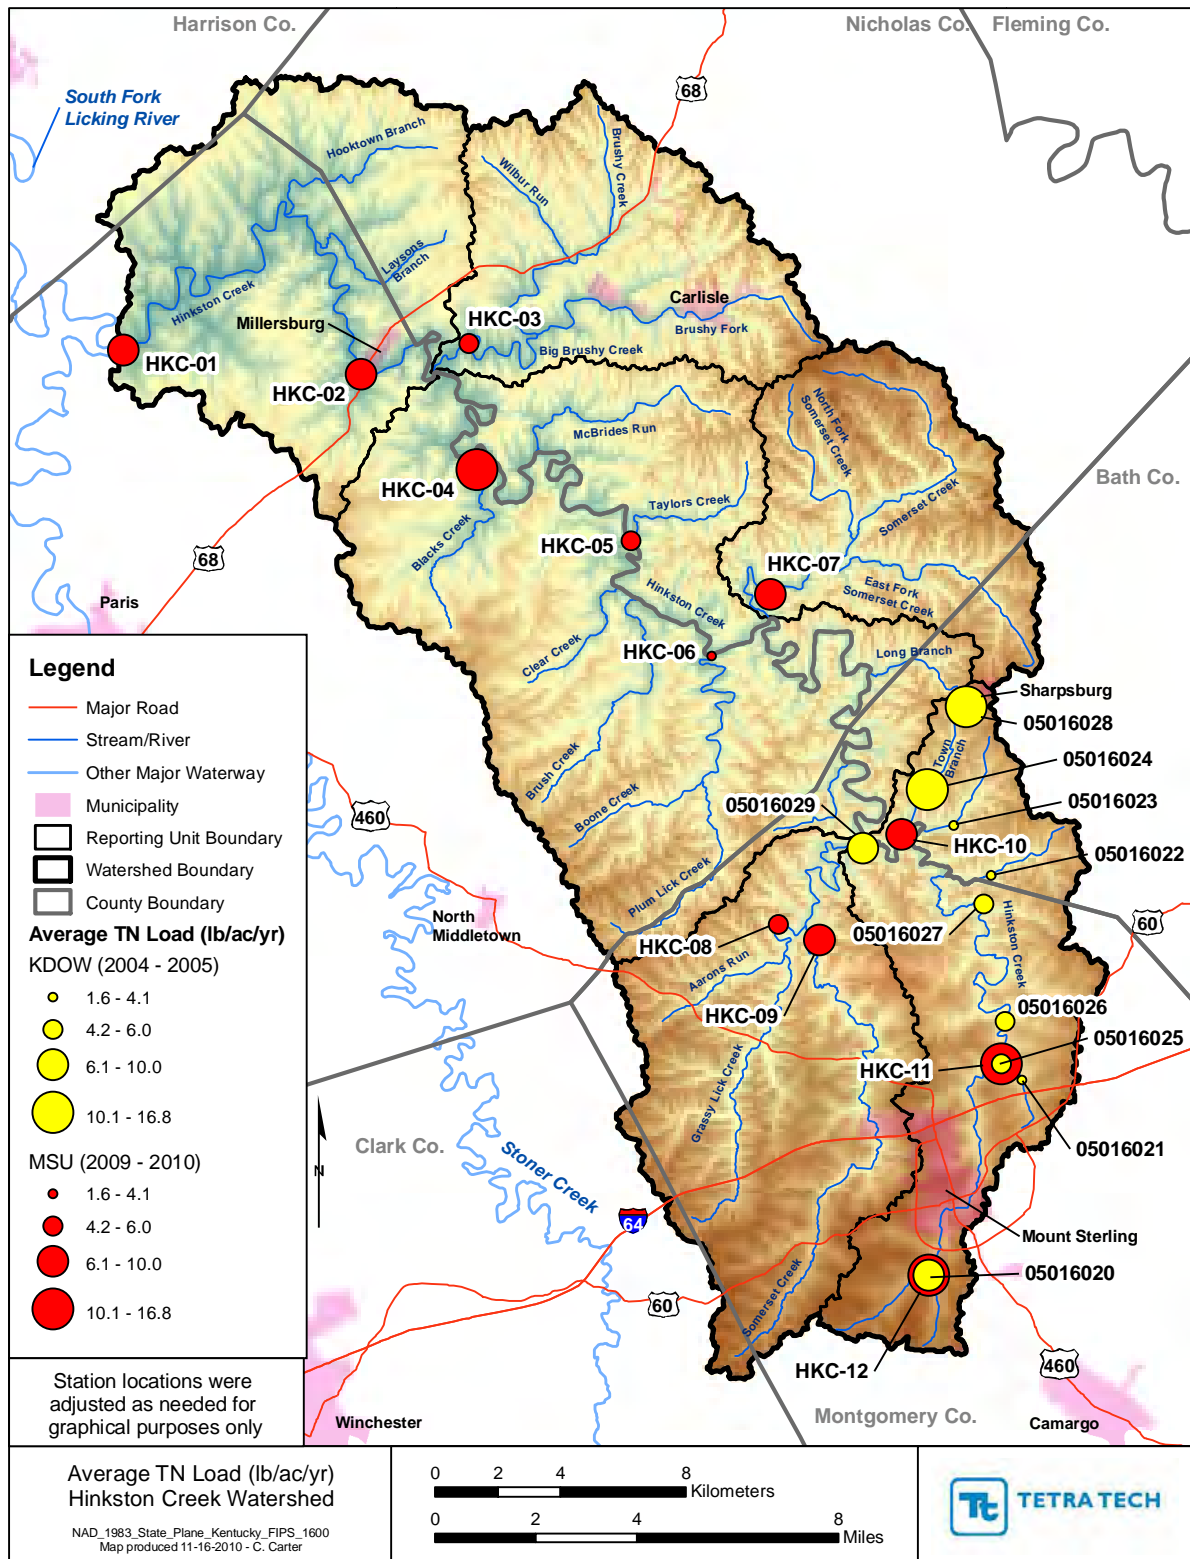 Harrison Co.
Nicholas Co.
Fleming Co.
South Fork
Licking River
68
Hooktown Branch
Wilbur Run
Brushy Creek
Laysons
Branch
Hinkston Creek
Millersburg
HKC-03
Carlisle
Brushy Fork
Big Brushy Creek
HKC-01
HKC-02
McBrides Run
North Fork
Somerset Creek
HKC-04
Bath Co.
Taylors Creek
Somerset Creek
Blacks Creek
HKC-05
68
HKC-07
East Fork
Somerset Creek
Paris
Hinkston Creek
Clear Creek
HKC-06
Long Branch
Sharpsburg
05016028
Town
Branch
05016024
Brush Creek
Boone Creek
05016029
05016023
460
HKC-10
05016022
Plum Lick Creek
North
Middletown
HKC-08
05016027
Hinkston Creek
60
Aarons Run
HKC-09
05016026
05016025
HKC-11
Grassy Lick Creek
05016021
Clark Co.
Stoner Creek
64
Mount Sterling
05016020
60
Somerset Creek
HKC-12
460
Winchester
Montgomery Co.
Camargo
Legend
Major Road
Stream/River
Other Major Waterway
Municipality
Reporting Unit Boundary
Watershed Boundary
County Boundary
Average TN Load (lb/ac/yr)
KDOW (2004 - 2005)
1.6 - 4.1
4.2 - 6.0
6.1 - 10.0
10.1 - 16.8
MSU (2009 - 2010)
1.6 - 4.1
4.2 - 6.0
6.1 - 10.0
10.1 - 16.8
N
Station locations were
adjusted as needed for
graphical purposes only
Average TN Load (lb/ac/yr)
Hinkston Creek Watershed
NAD_1983_State_Plane_Kentucky_FIPS_1600
Map produced 11-16-2010 - C. Carter
0 2 4 8
Kilometers
0 2 4 8
Miles
Tt TETRA TECH